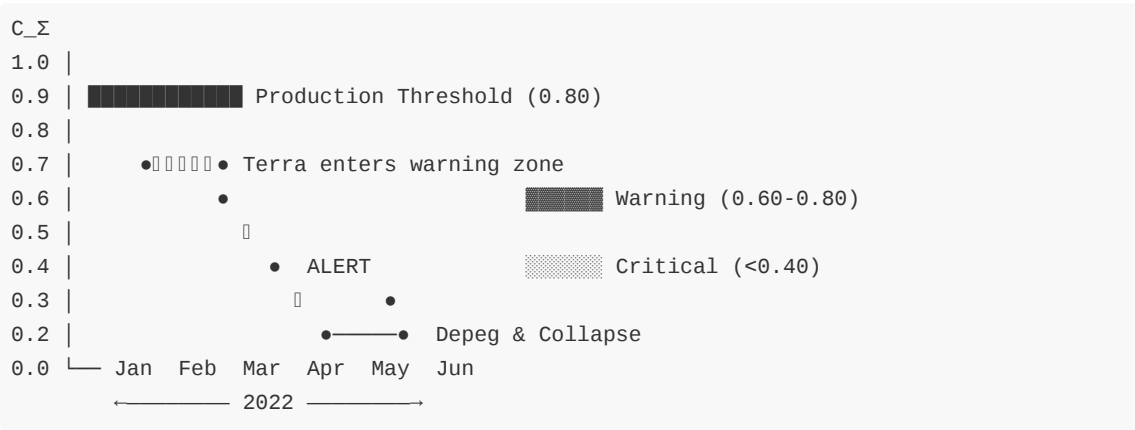 C_Σ
1.0 │
0.9 │ ████████████ Production Threshold (0.80)
0.8 │
0.7 │     ●▯▯▯▯▯● Terra enters warning zone
0.6 │           ●                       ▓▓▓▓▓▓ Warning (0.60-0.80)
0.5 │             ▯
0.4 │               ●  ALERT            ░░░░░░ Critical (<0.40)
0.3 │                 ▯      ●
0.2 │                   ●─────●  Depeg & Collapse
0.0 └── Jan  Feb  Mar  Apr  May  Jun
←───────── 2022 ─────────→